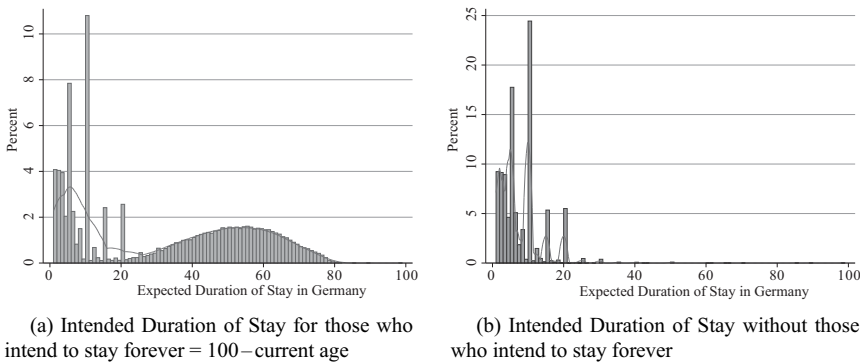 10
8
6
4
2
0
Percent
0 20 40 60 80 100
Expected Duration of Stay in Germany
25
20
15
10
5
0
Percent
0 20 40 60 80 100
Expected Duration of Stay in Germany
(a) Intended Duration of Stay for those who
intend to stay forever = 100–current age
(b) Intended Duration of Stay without those
who intend to stay forever